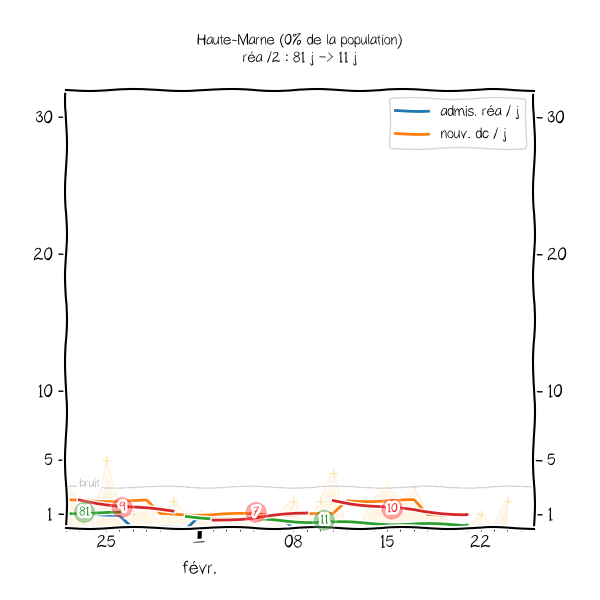 Haute-Marne (0% de la population)
réa /2 : 81 j -> 11 j
admis. réa / j
nouv. dc / j
30 30
20 20
10 10
5 5
bruit
1 1
81 9 7 11 10
25 08 15 22
1
févr.